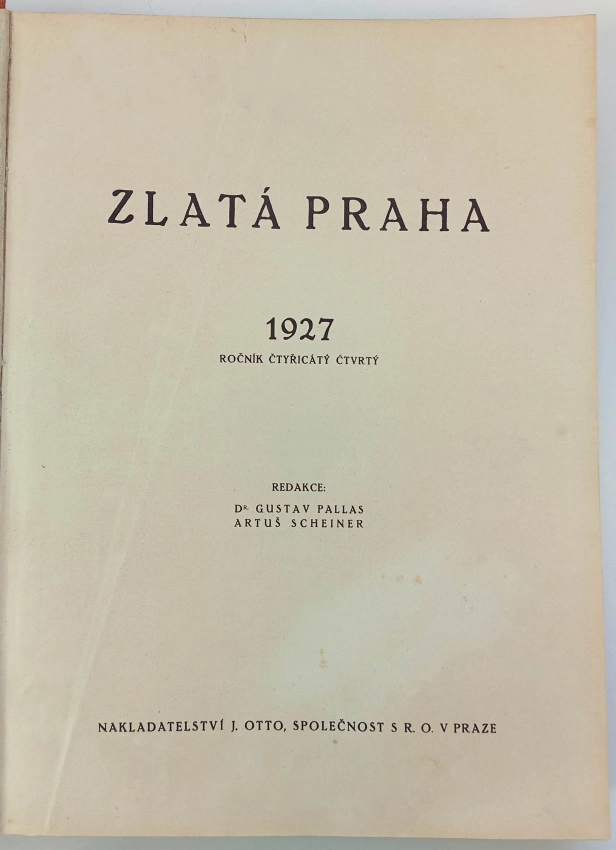 ZLATÁ PRAHA
1927
ROČNÍK ČTYŘICÁTÝ ČTVRTÝ
REDAKCE:
DR. GUSTAV PALLAS
ARTUŠ SCHEINER
NAKLADATELSTVÍ J. OTTO, SPOLEČNOST S R. O. V PRAZE